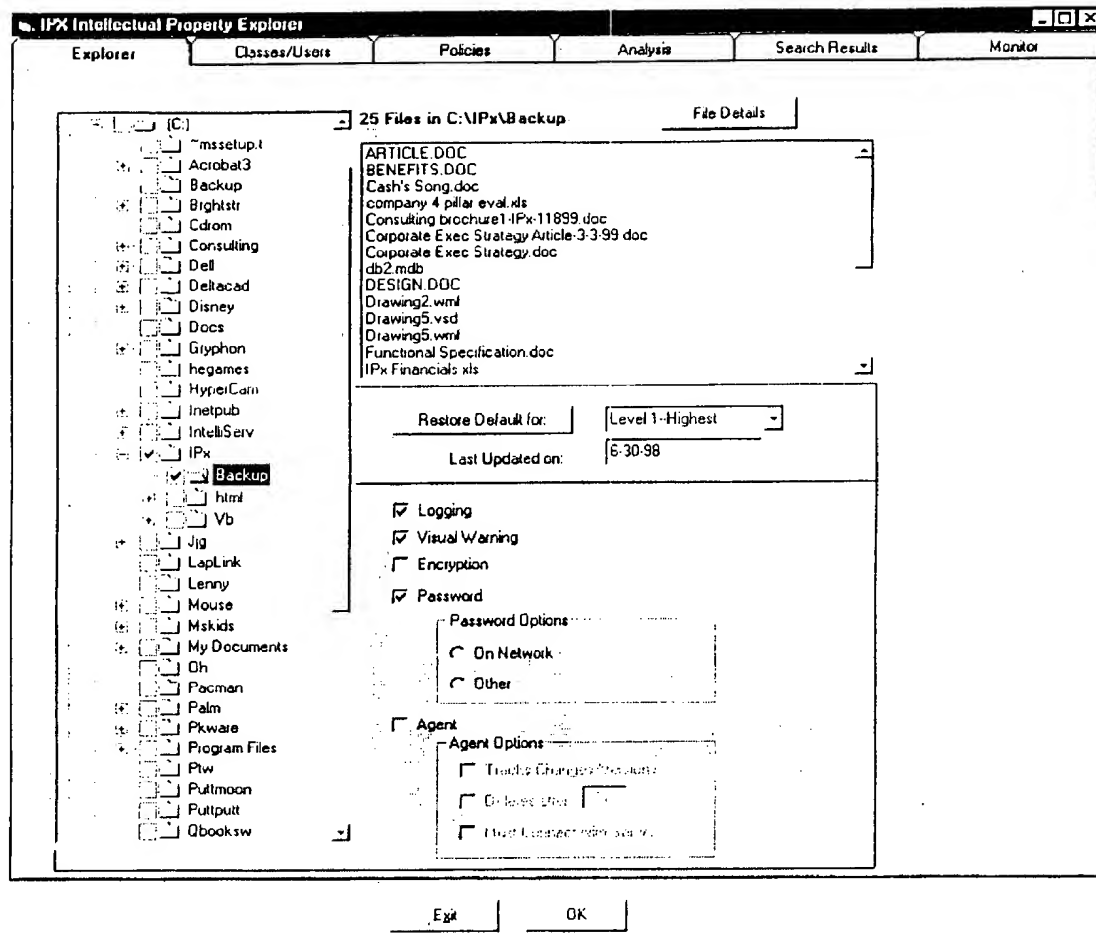 IPX Intellectual Property Explorer
Explorer
Classes/Users
Policies
Analysis
Search Results
Monitor
[C:]
~mssetup.t
Acrobat3
Backup
Brghtstr
Cdrom
Consulting
Dell
Deltacad
Disney
Docs
Gryphon
hegames
HyperCam
Inetpub
IntelliServ
IPx
Backup
html
Vb
Jjg
LapLink
Lenny
Mouse
Mskids
My Documents
Oh
Pacman
Palm
Pkware
Program Files
Ptw
Puttmoon
Puttputt
Qbooksw
25 Files in C:\IPx\Backup
File Details
ARTICLE.DOC
BENEFITS.DOC
Cash's Song.doc
company 4 pillar eval.xls
Consulting brochure1-IPx-11899.doc
Corporate Exec Strategy Article-3-3-99 doc
Corporate Exec Strategy.doc
db2.mdb
DESIGN.DOC
Drawing2.wmf
Drawing5.vsd
Drawing5.wmf
Functional Specification.doc
IPx Financials xls
Restore Default for:
Level 1--Highest
Last Updated on:
6-30-98
Logging
Visual Warning
Encryption
Password
Password Options
On Network
Other
Agent
Agent Options
Tracks Changes
Must Connect
Exit
OK